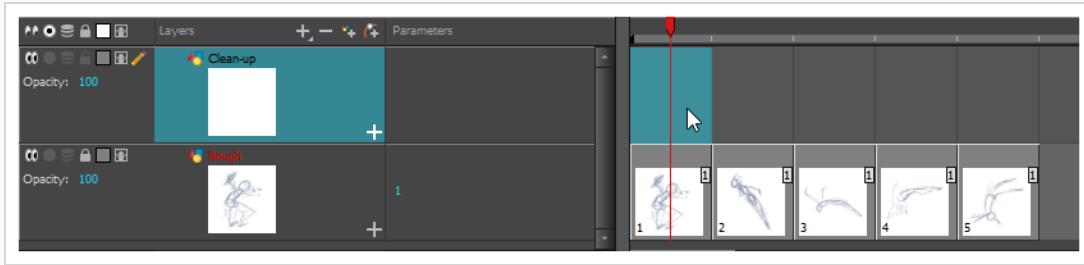 Layers Parameters
Clean-up
Opacity: 100
Rough
Opacity: 100
1
1 1 1 1 1
1 2 3 4 5